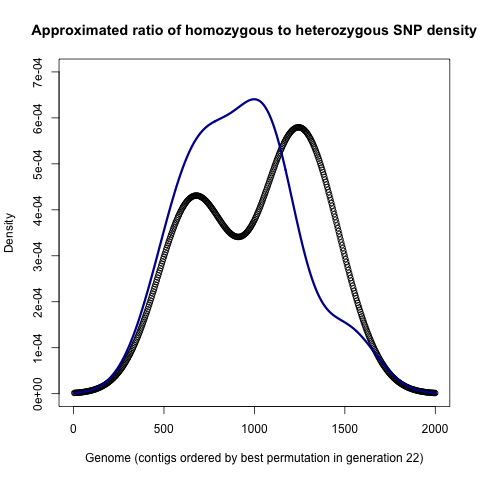 Approximated ratio of homozygous to heterozygous SNP density
7e-04
6e-04
5e-04
4e-04
3e-04
2e-04
1e-04
0e+00
Density
0 500 1000 1500 2000
Genome (contigs ordered by best permutation in generation 22)